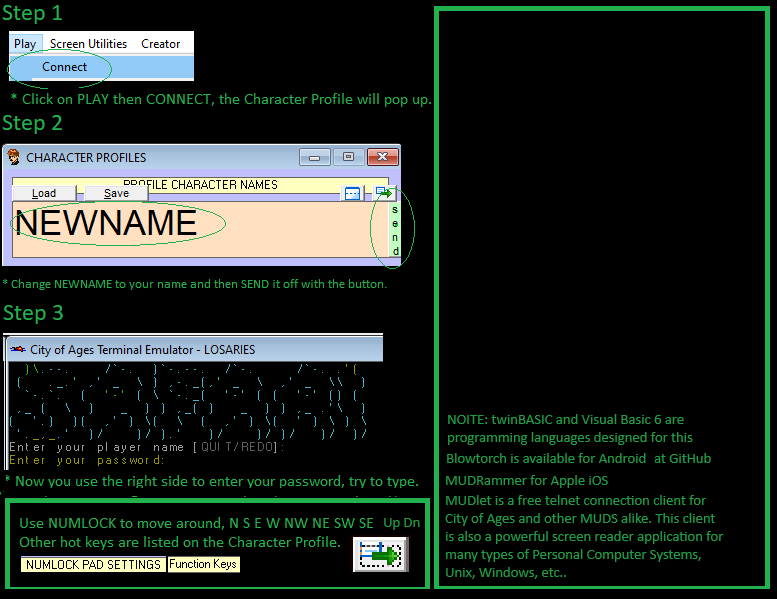 Step 1
Play Screen Utilities Creator
Connect
* Click on PLAY then CONNECT, the Character Profile will pop up.
Step 2
CHARACTER PROFILES
PROFILE CHARACTER NAMES
Load Save
NEWNAME
send
* Change NEWNAME to your name and then SEND it off with the button.
Step 3
City of Ages Terminal Emulator - LOSARIES
Enter your player name [QUIT/REDO]:
Enter your password:
* Now you use the right side to enter your password, try to type.
Use NUMLOCK to move around, N S E W NW NE SW SE Up Dn
Other hot keys are listed on the Character Profile.
NUMLOCK PAD SETTINGS Function Keys
NOITE: twinBASIC and Visual Basic 6 are
programming languages designed for this
Blowtorch is available for Android at GitHub
MUDRammer for Apple iOS
MUDlet is a free telnet connection client for
City of Ages and other MUDS alike. This client
is also a powerful screen reader application for
many types of Personal Computer Systems,
Unix, Windows, etc..